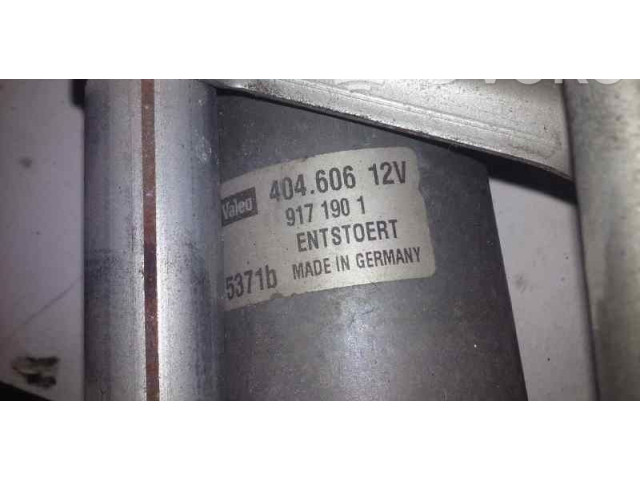 Valeo 404.606 12V
917 190 1
ENTSTOERT
5371b MADE IN GERMANY